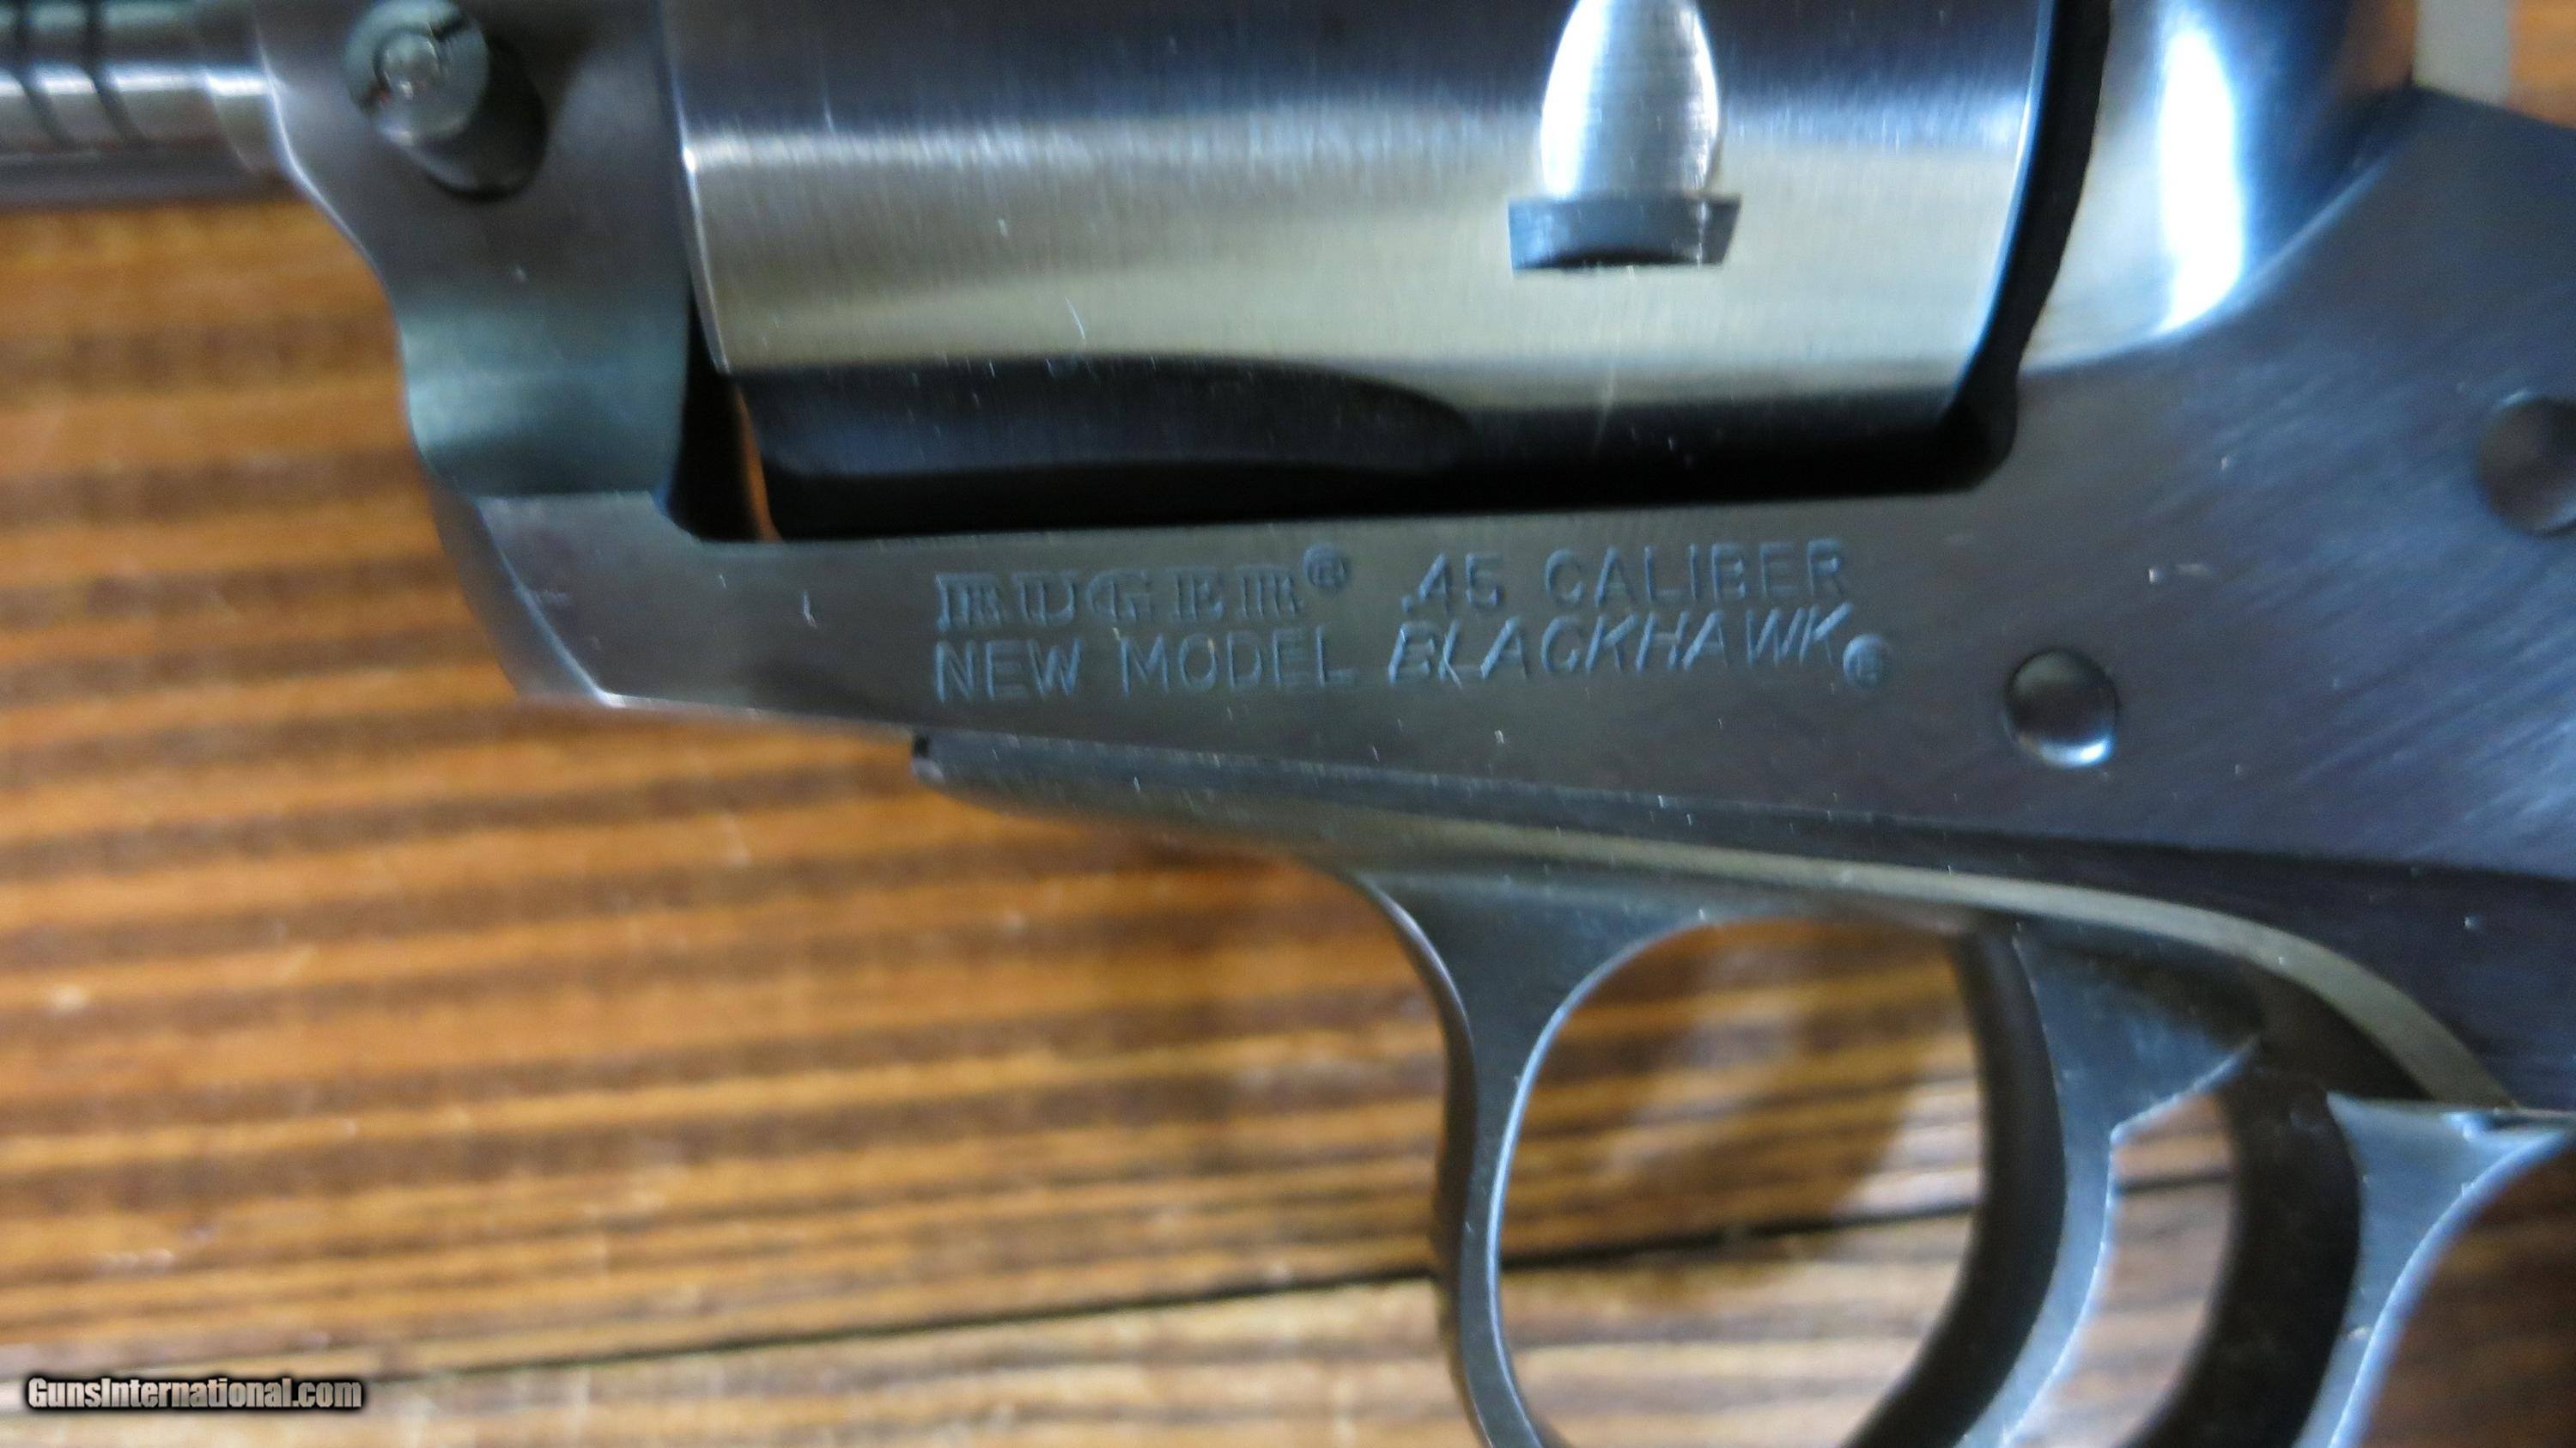 RUGER® .45 CALIBER
NEW MODEL BLACKHAWK®
GunsInternational.com